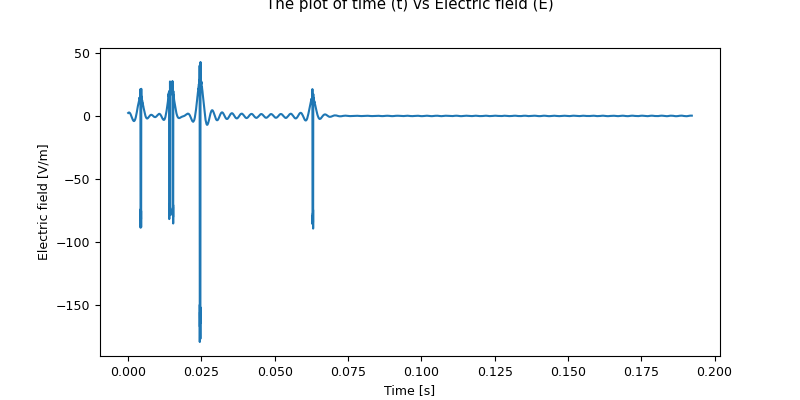 The plot of time (t) vs Electric field (E)
50
0
−50
−100
−150
Electric field [V/m]
0.000 0.025 0.050 0.075 0.100 0.125 0.150 0.175 0.200
Time [s]